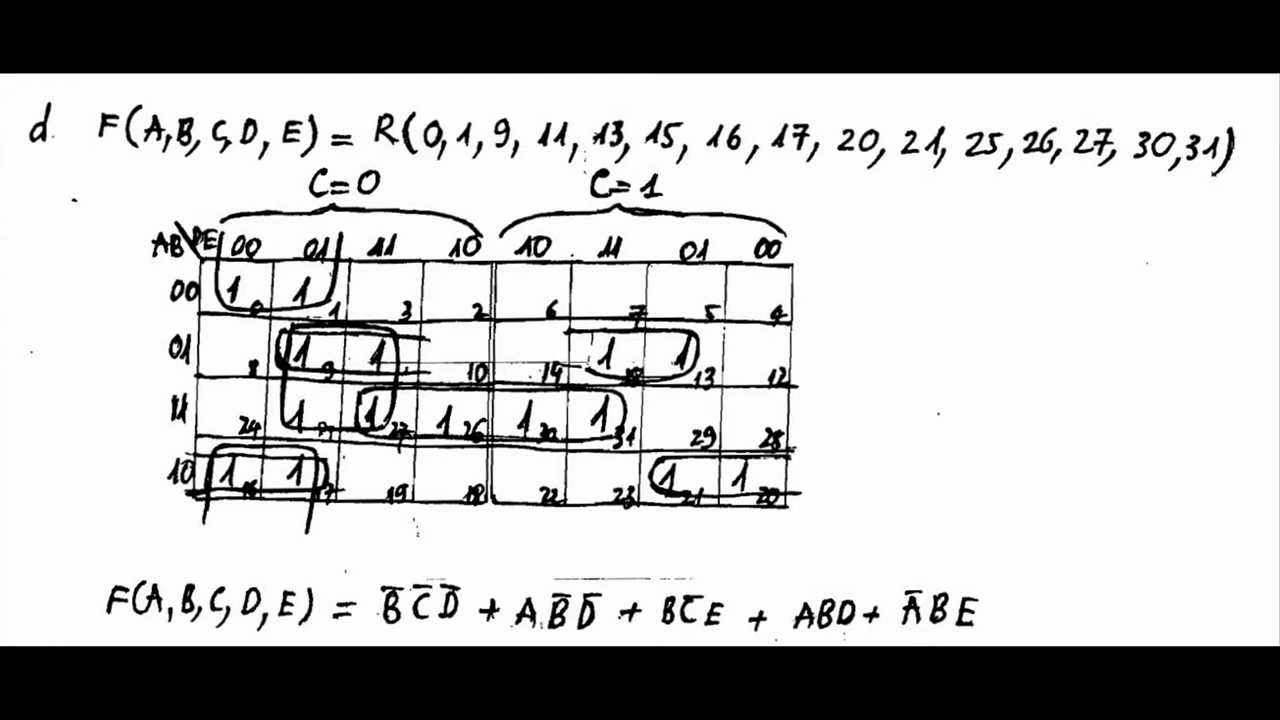 d. F(A,B,C,D,E) = R(0,1,9,11,13,15,16,17,20,21,25,26,27,30,31)
C=0 C=1
AB\DE 00 01 11 10 10 11 01 00
00 1 0 1 1 3 2 6 7 5 4
01 8 1 9 1 10 14 1 15 1 13 12
11 24 1 1 27 1 26 1 30 1 31 29 28
10 1 16 1 17 19 18 22 23 1 21 1 20
F(A,B,C,D,E) = B̅ C̅ D̅ + A B̅ D̅ + B C̅ E + ABD + A̅ B E